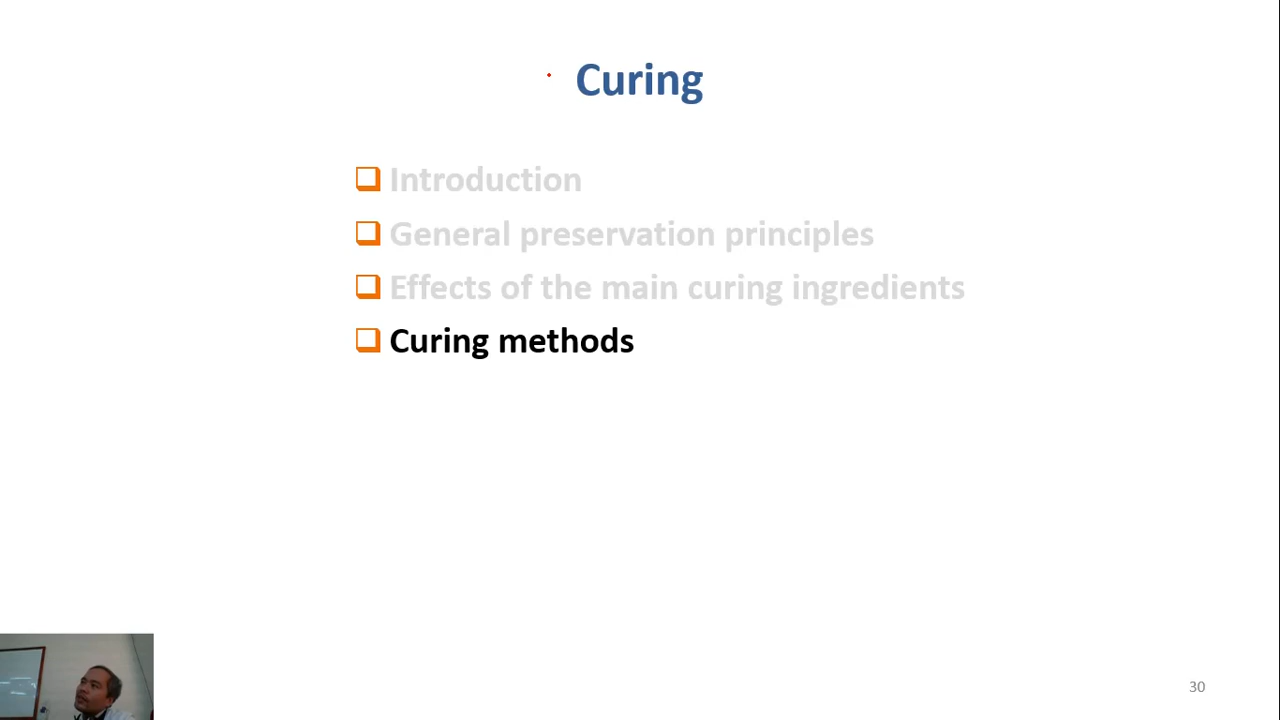 Curing
Introduction
General preservation principles
Effects of the main curing ingredients
Curing methods
30